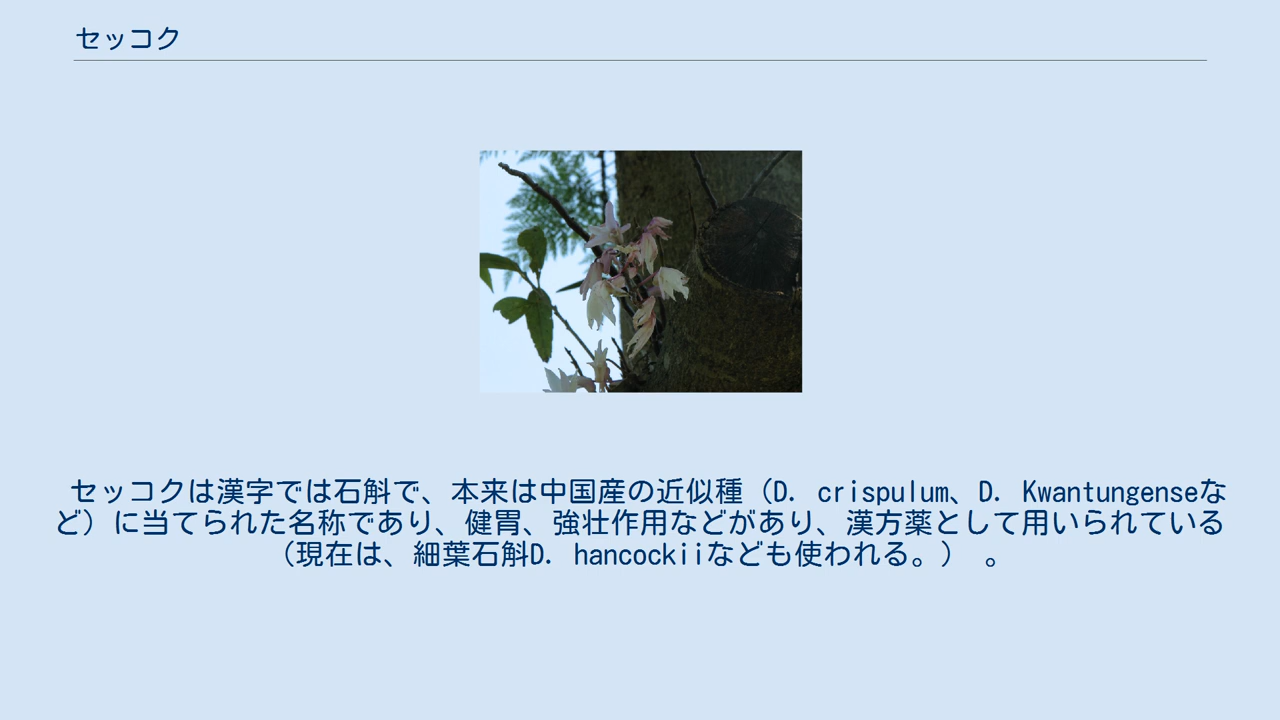 セッコク
セッコクは漢字では石斛で、本来は中国産の近似種（D. crispulum、D. Kwantungenseな
ど）に当てられた名称であり、健胃、強壮作用などがあり、漢方薬として用いられている
（現在は、細葉石斛D. hancockiiなども使われる。） 。